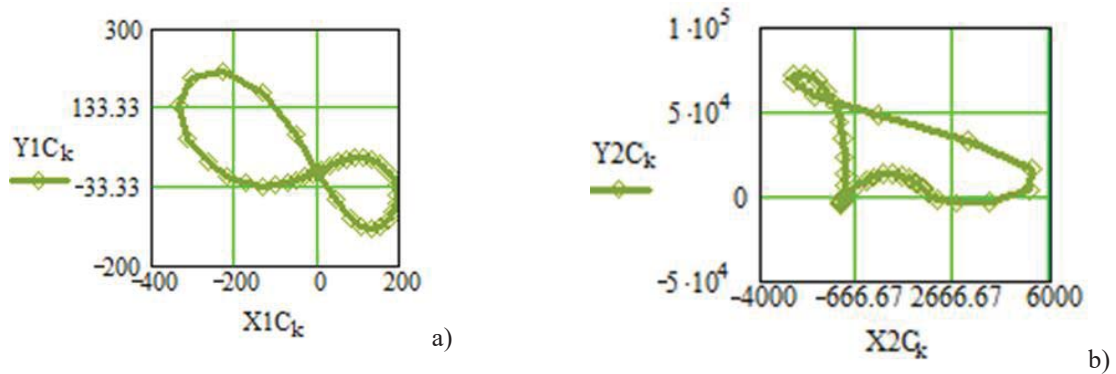 300
133.33
Y1C_k
-33.33
-200
-400
-200
0
200
X1C_k
a)
1·10^5
5·10^4
Y2C_k
0
-5·10^4
-4000
-666.67
2666.67
6000
X2C_k
b)